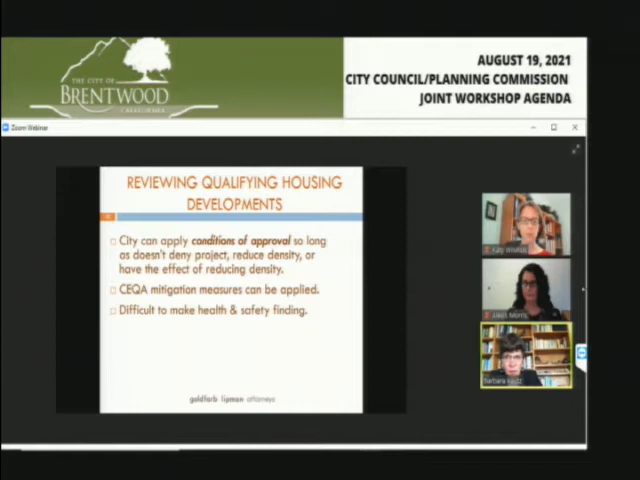 THE CITY OF
BRENTWOOD
CALIFORNIA
AUGUST 19, 2021
CITY COUNCIL/PLANNING COMMISSION
JOINT WORKSHOP AGENDA
Zoom Webinar
REVIEWING QUALIFYING HOUSING
DEVELOPMENTS
□ City can apply conditions of approval so long
as doesn't deny project, reduce density, or
have the effect of reducing density.
□ CEQA mitigation measures can be applied.
□ Difficult to make health & safety finding.
goldfarb lipman attorneys
Barbara Kautz